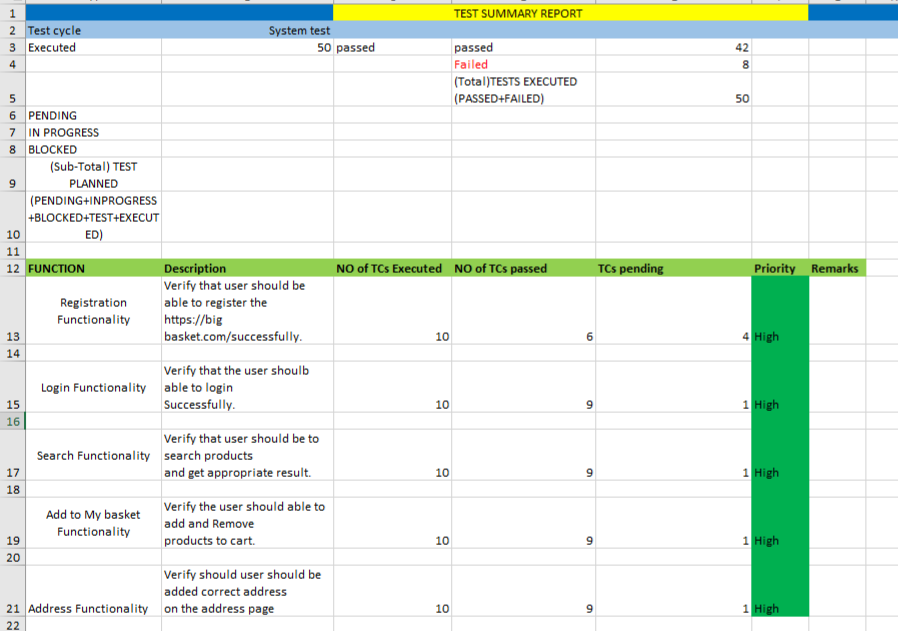 1 TEST SUMMARY REPORT
2 Test cycle System test
3 Executed 50 passed passed 42
4 Failed 8
(Total)TESTS EXECUTED
5 (PASSED+FAILED) 50
6 PENDING
7 IN PROGRESS
8 BLOCKED
(Sub-Total) TEST
9 PLANNED
(PENDING+INPROGRESS
+BLOCKED+TEST+EXECUT
10 ED)
11
12 FUNCTION Description NO of TCs Executed NO of TCs passed TCs pending Priority Remarks
Verify that user should be
Registration able to register the
Functionality https://big
13 basket.com/successfully. 10 6 4 High
14
Verify that the user shoulb
Login Functionality able to login
15 Successfully. 10 9 1 High
16
Verify that user should be to
Search Functionality search products
17 and get appropriate result. 10 9 1 High
18
Verify the user should able to
Add to My basket add and Remove
Functionality
19 products to cart. 10 9 1 High
20
Verify should user should be
added correct address
21 Address Functionality on the address page 10 9 1 High
22